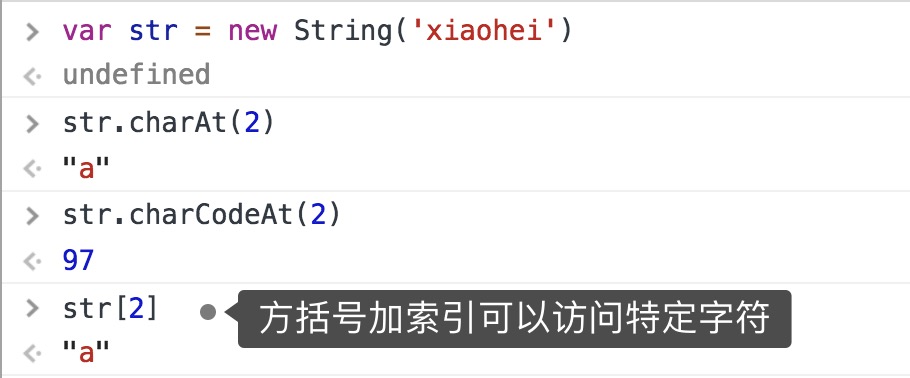 var str = new String('xiaohei')
undefined
str.charAt(2)
"a"
str.charCodeAt(2)
97
str[2] 方括号加索引可以访问特定字符
"a"